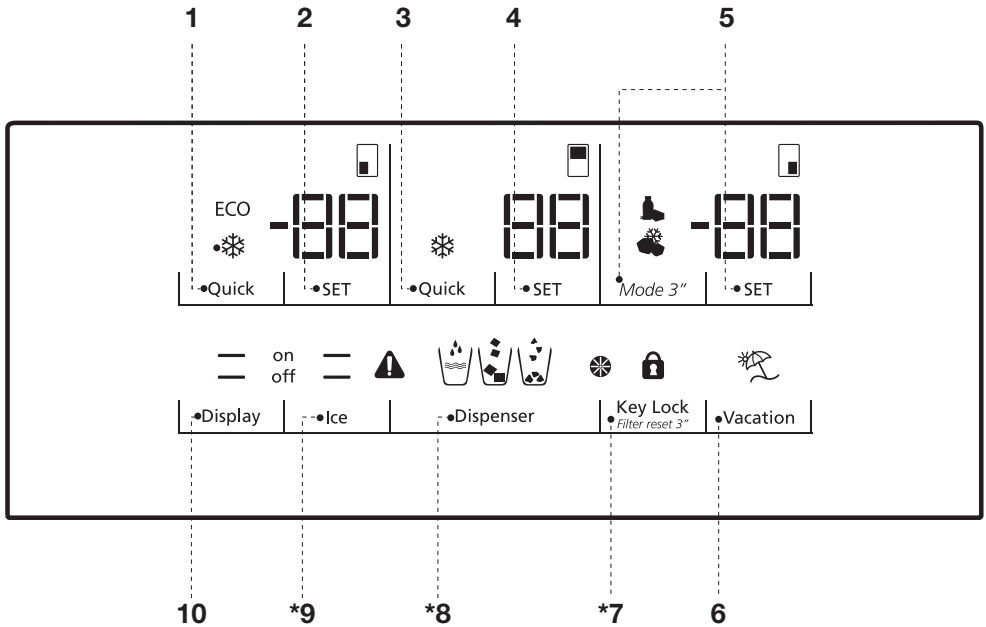 1 2 3 4 5
ECO -88 88 -88
Quick SET Quick SET Mode 3" SET
on
off
Display Ice Dispenser Key Lock Vacation
Filter reset 3"
10 *9 *8 *7 6